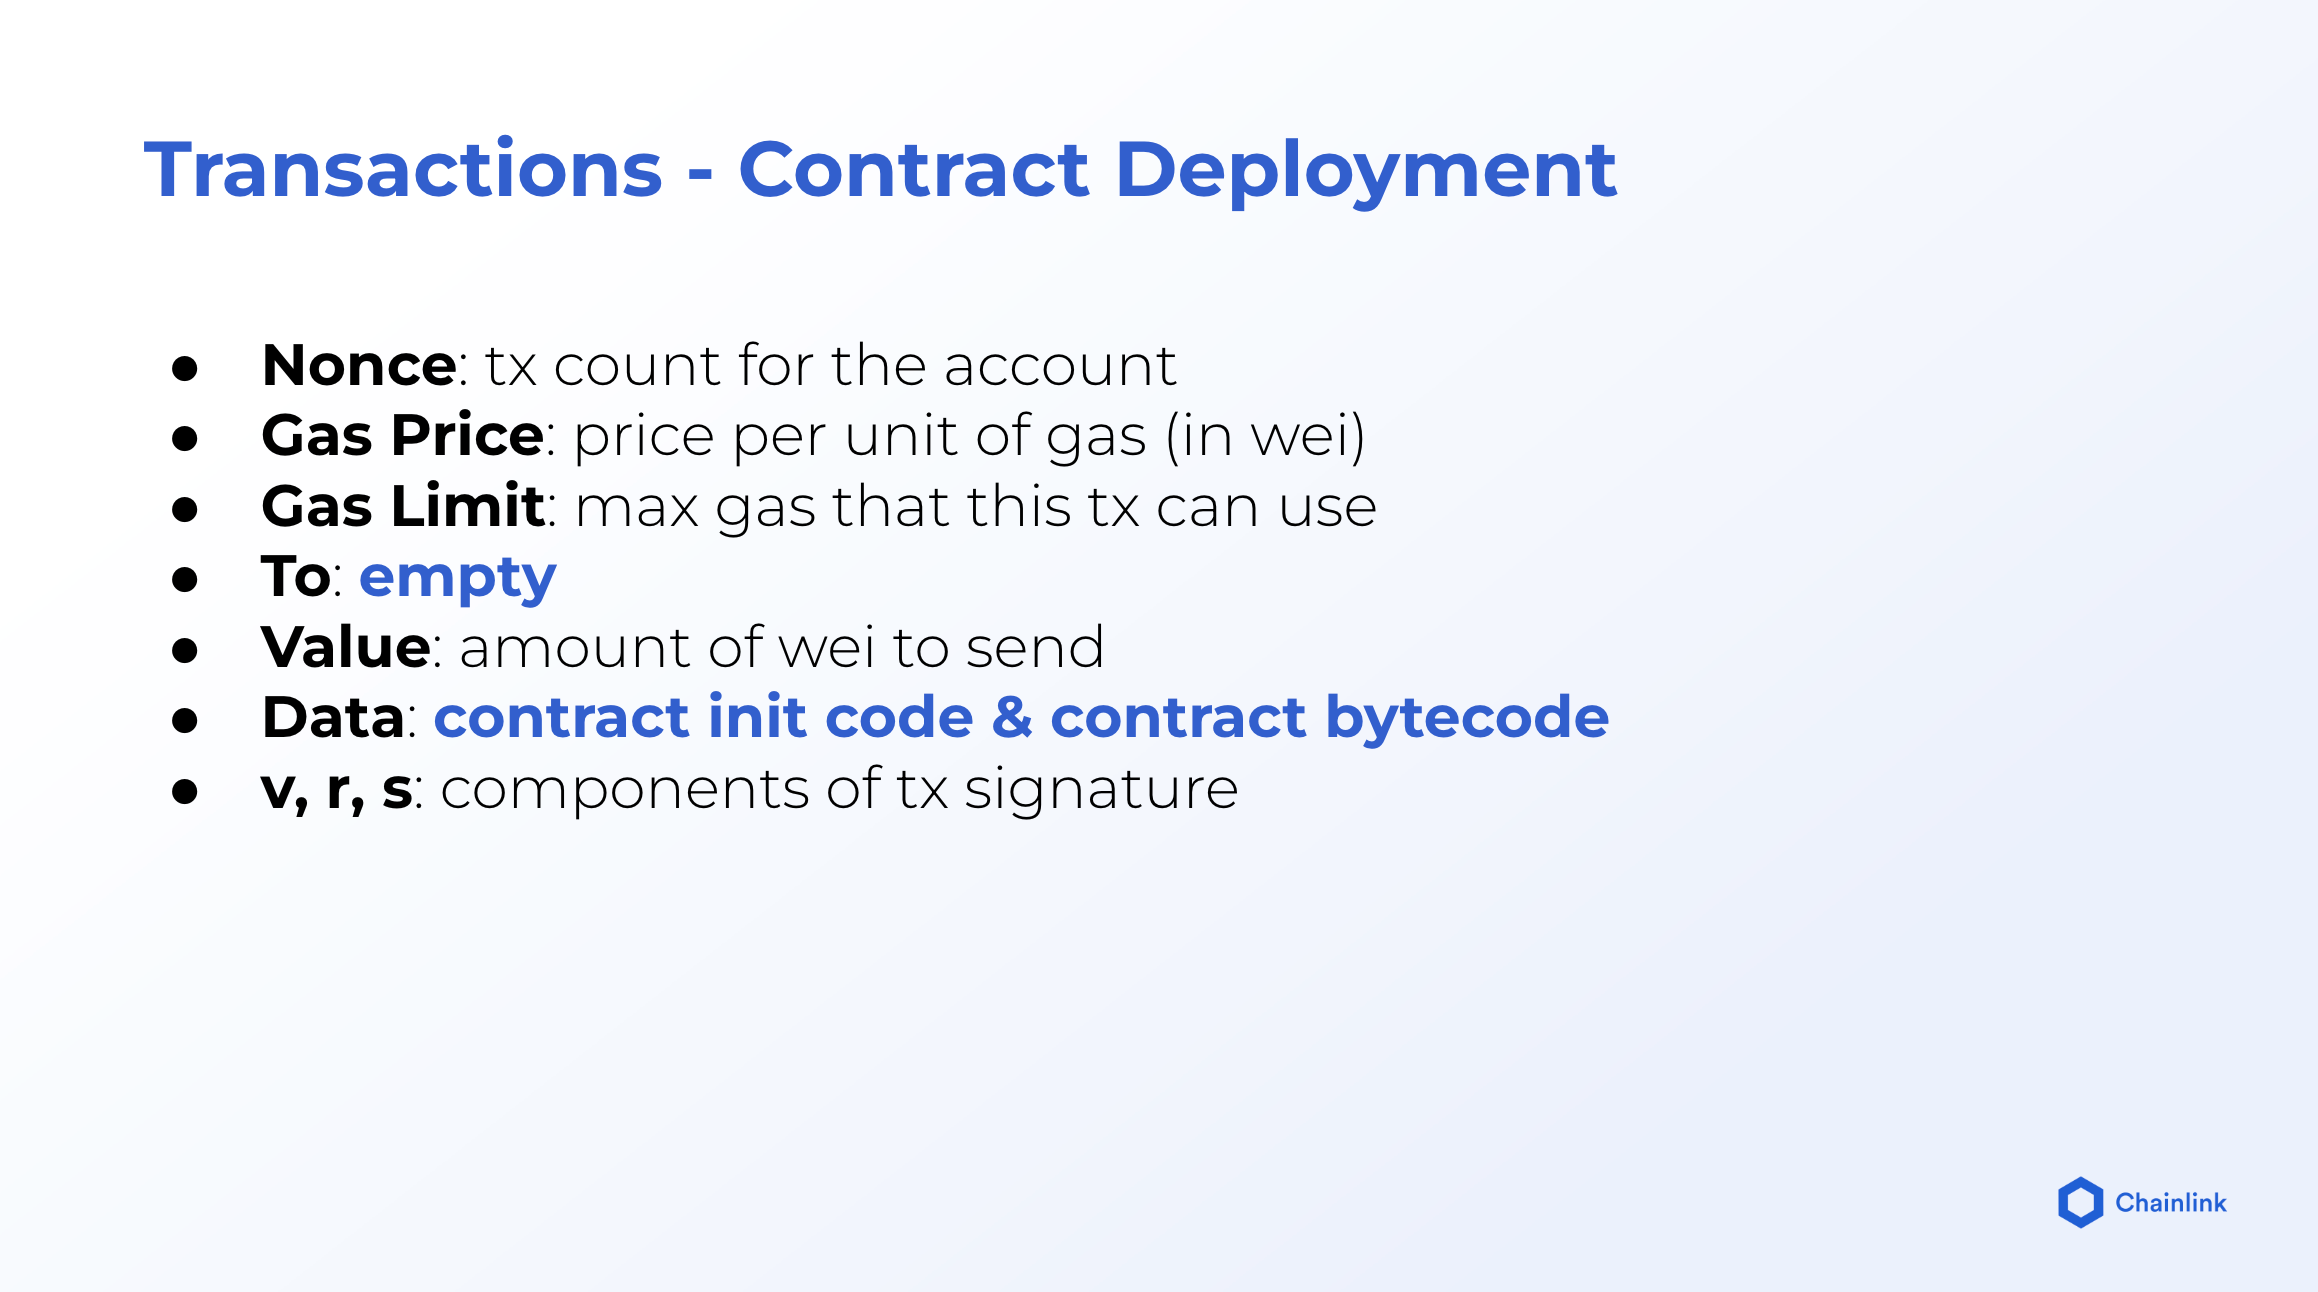 Transactions - Contract Deployment
● Nonce: tx count for the account
● Gas Price: price per unit of gas (in wei)
● Gas Limit: max gas that this tx can use
● To: empty
● Value: amount of wei to send
● Data: contract init code & contract bytecode
● v, r, s: components of tx signature
Chainlink